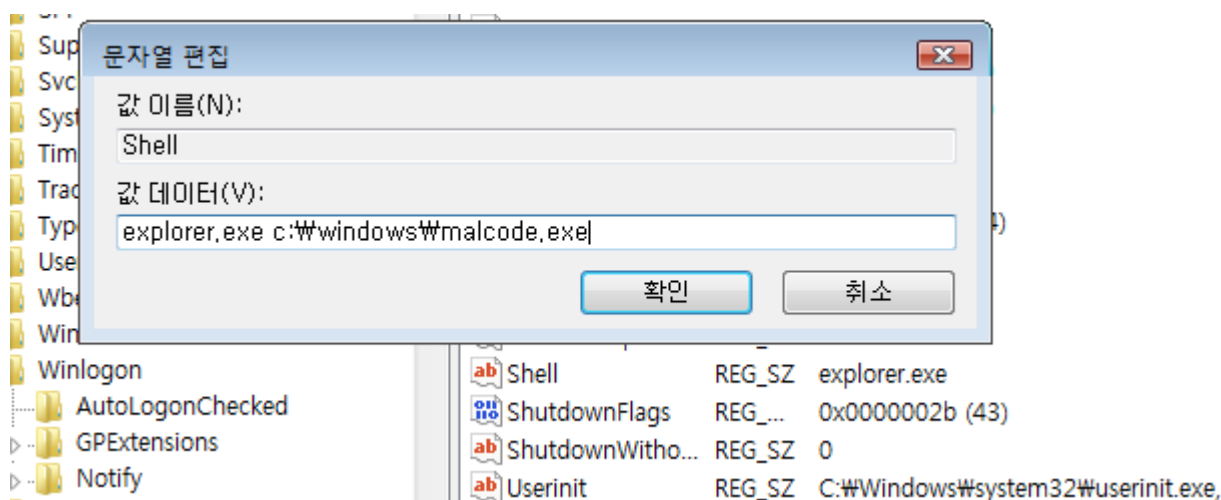 Sup
문자열 편집
Svc
값 이름(N):
Syst
Shell
Tim
Trac
값 데이터(V):
Typ
explorer,exe c:₩windows₩malcode,exe
4)
Use
확인
취소
Wb
Win
Winlogon
Shell REG_SZ explorer.exe
AutoLogonChecked
ShutdownFlags REG_... 0x0000002b (43)
GPExtensions
ShutdownWitho... REG_SZ 0
Notify
Userinit REG_SZ C:₩Windows₩system32₩userinit.exe,